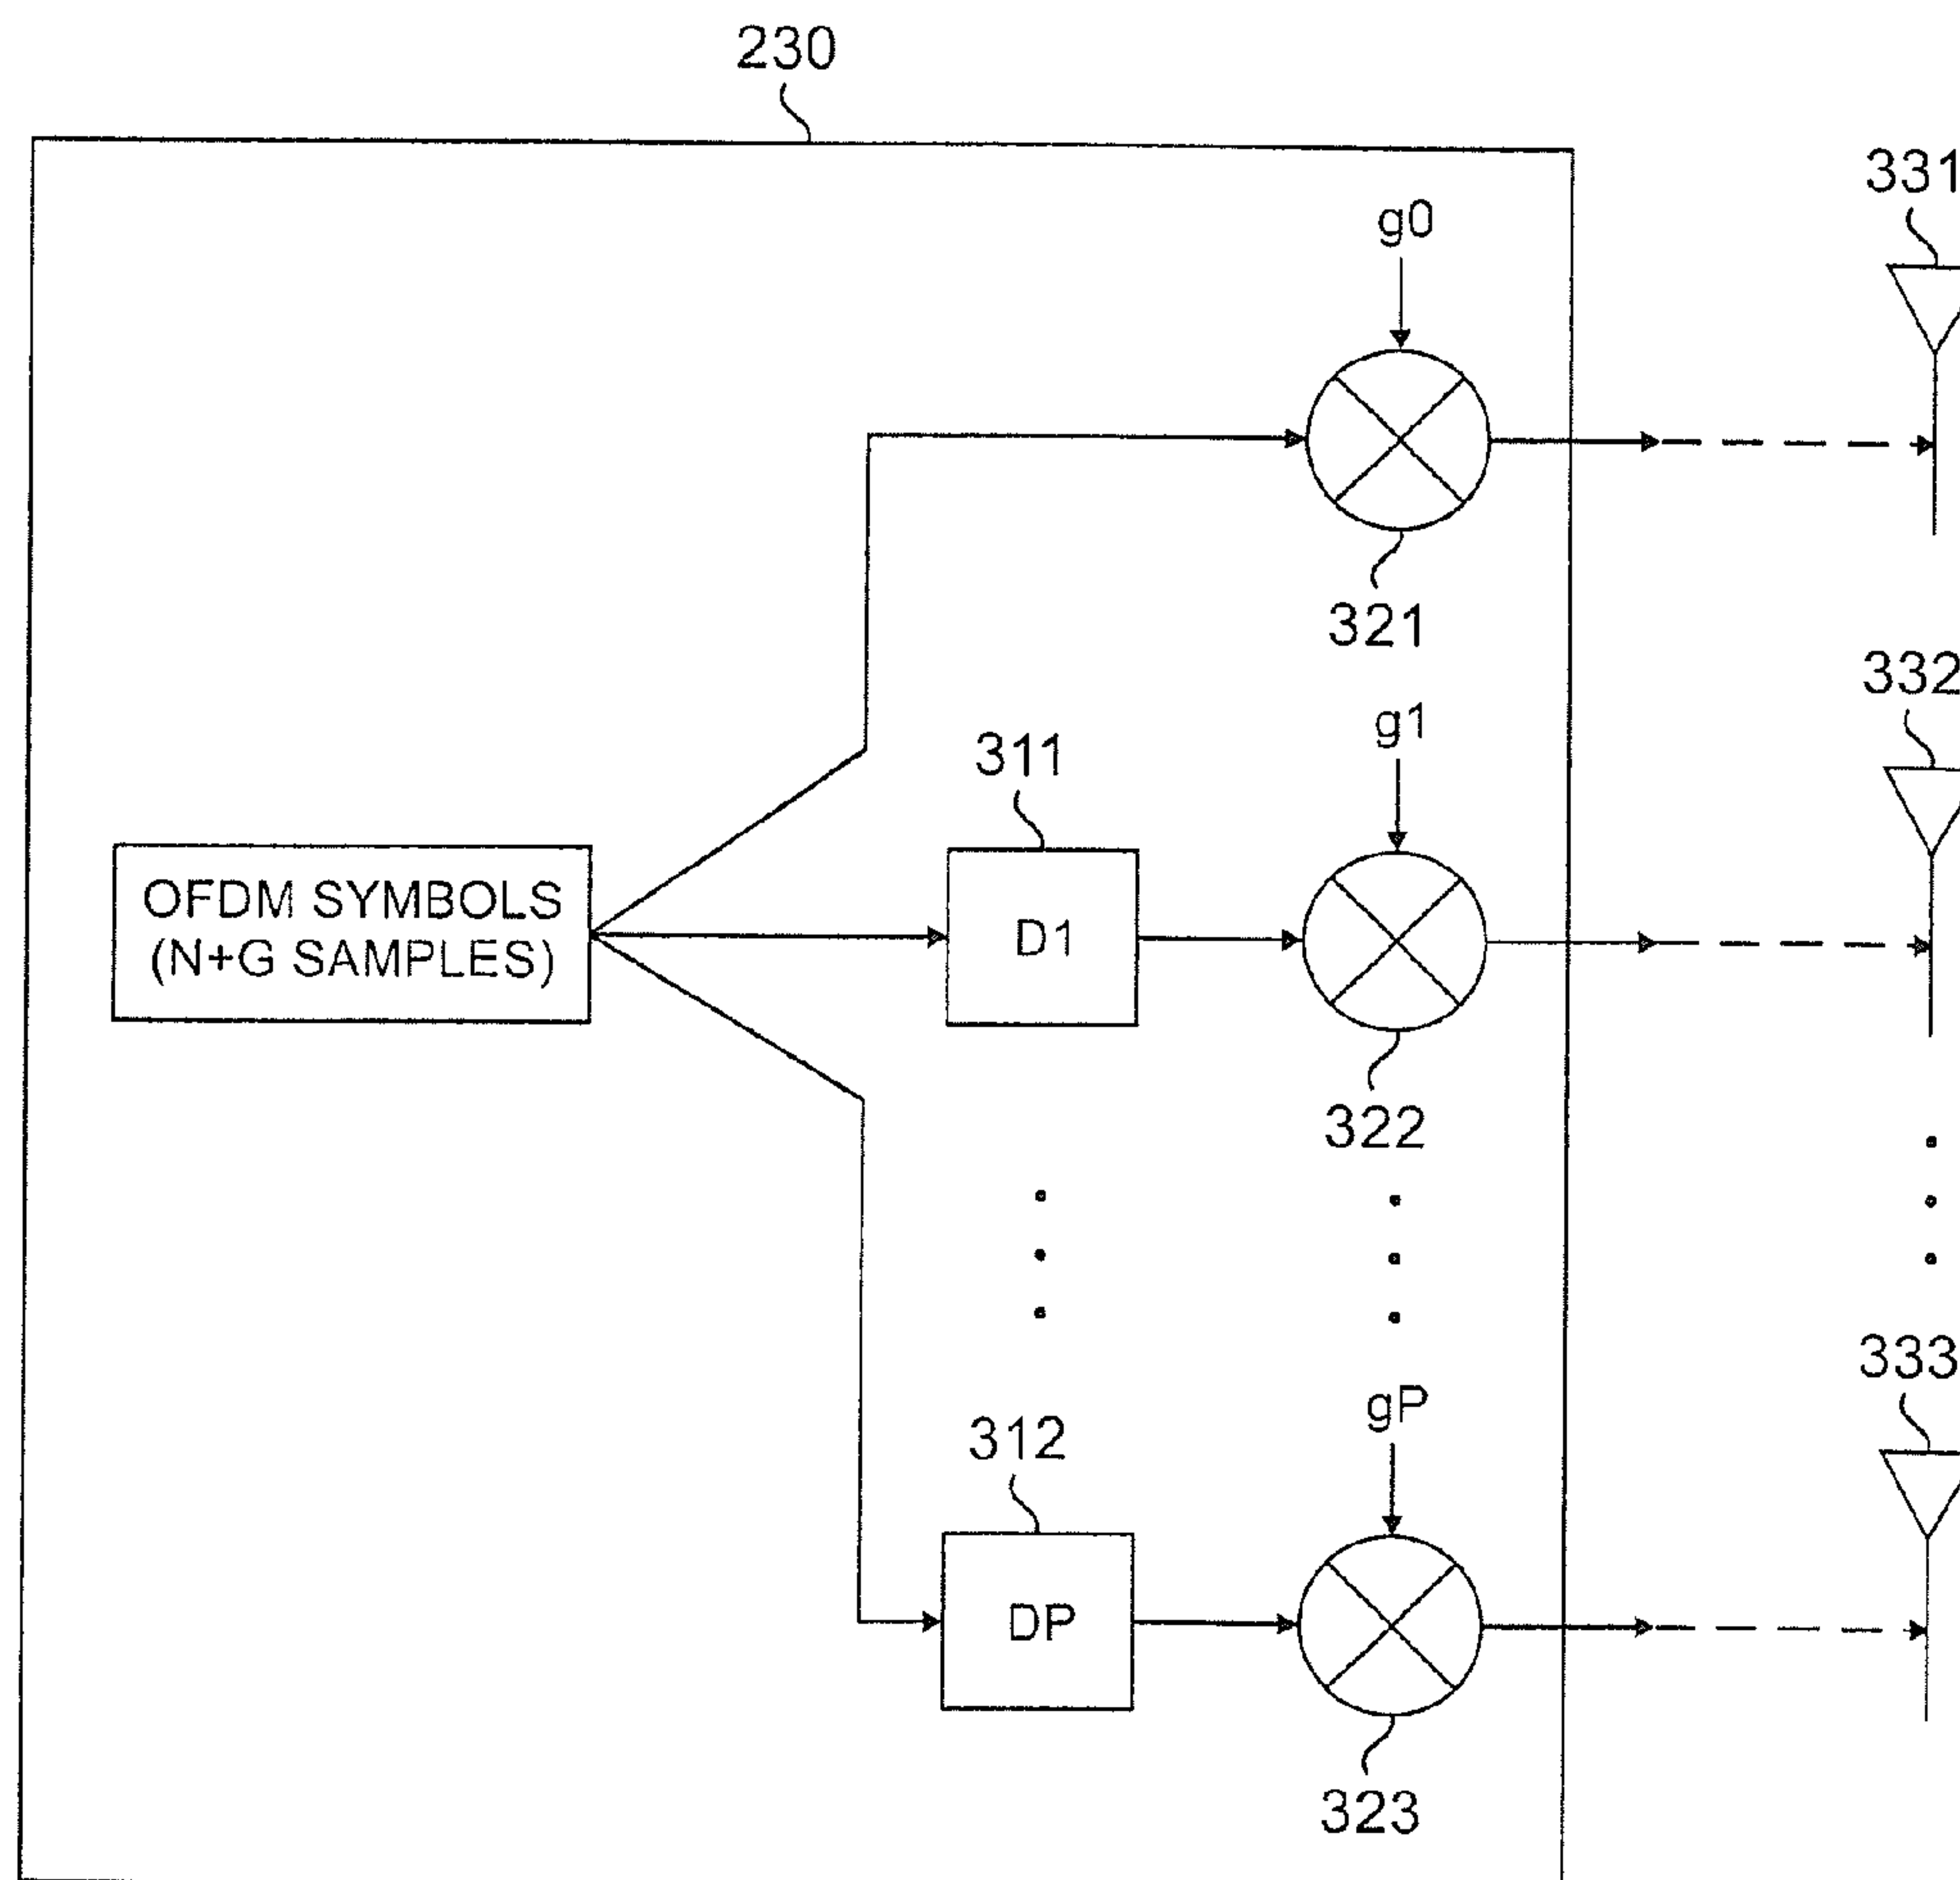 230
331
g0
321
332
g1
311
OFDM SYMBOLS
(N+G SAMPLES)
D1
322
333
gP
312
DP
323